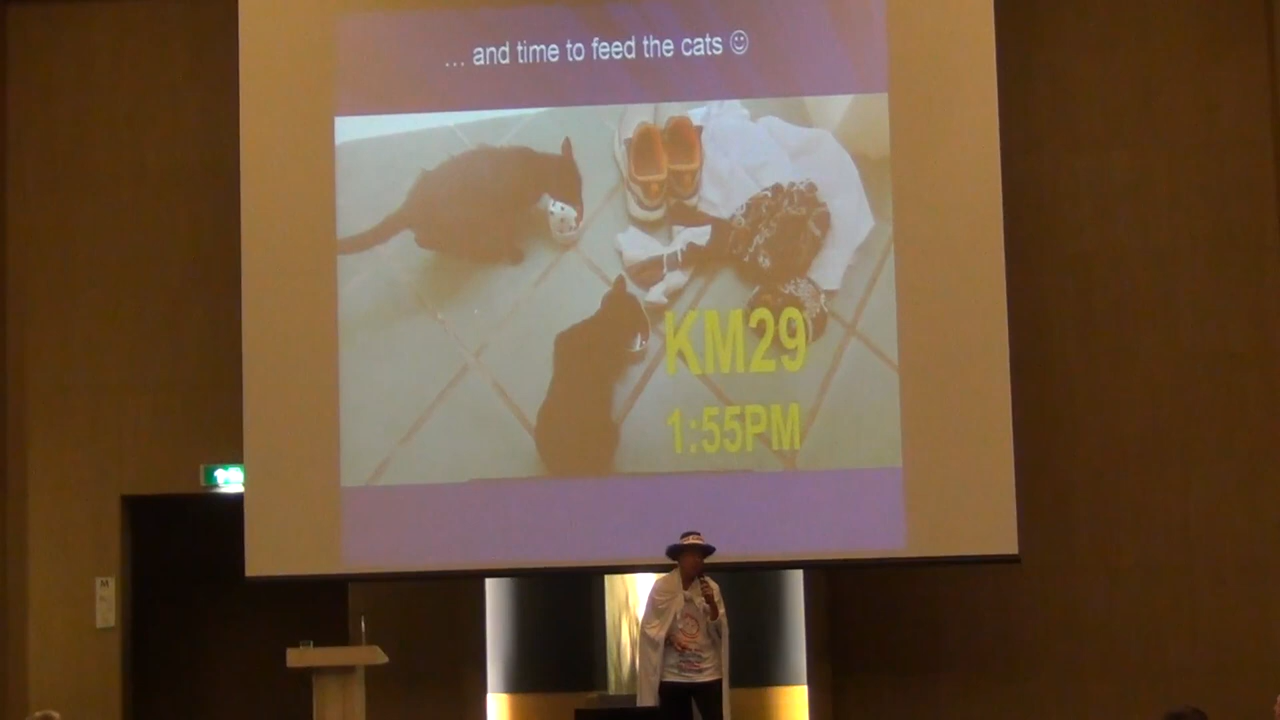 ... and time to feed the cats ☺
KM29
1:55PM
M